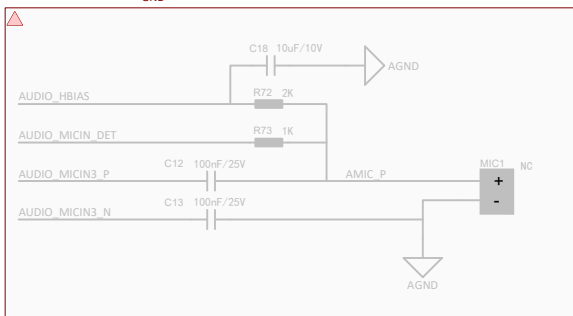 GND
C18 10uF/10V
AGND
AUDIO_HBIAS
R72 2K
AUDIO_MICIN_DET
R73 1K
AUDIO_MICIN3_P
C12 100nF/25V
AMIC_P
MIC1 NC
+
-
AUDIO_MICIN3_N
C13 100nF/25V
AGND